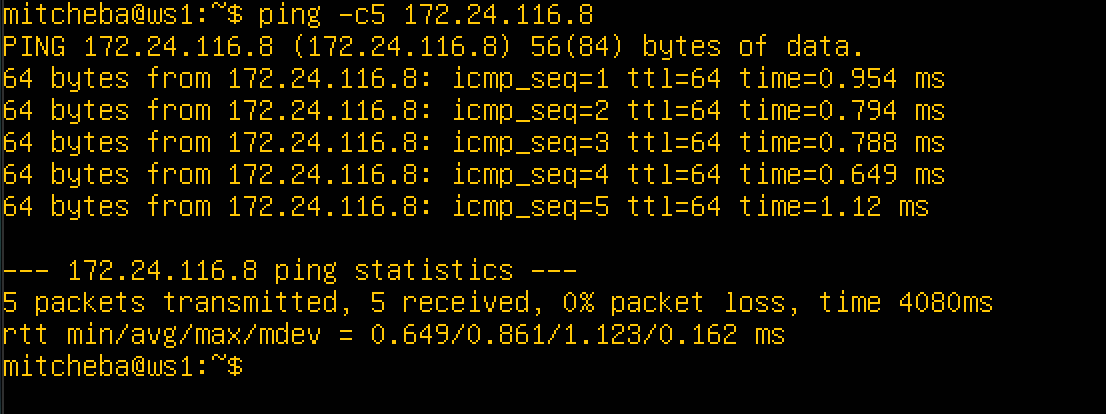 mitcheba@ws1:~$ ping -c5 172.24.116.8
PING 172.24.116.8 (172.24.116.8) 56(84) bytes of data.
64 bytes from 172.24.116.8: icmp_seq=1 ttl=64 time=0.954 ms
64 bytes from 172.24.116.8: icmp_seq=2 ttl=64 time=0.794 ms
64 bytes from 172.24.116.8: icmp_seq=3 ttl=64 time=0.788 ms
64 bytes from 172.24.116.8: icmp_seq=4 ttl=64 time=0.649 ms
64 bytes from 172.24.116.8: icmp_seq=5 ttl=64 time=1.12 ms
--- 172.24.116.8 ping statistics ---
5 packets transmitted, 5 received, 0% packet loss, time 4080ms
rtt min/avg/max/mdev = 0.649/0.861/1.123/0.162 ms
mitcheba@ws1:~$